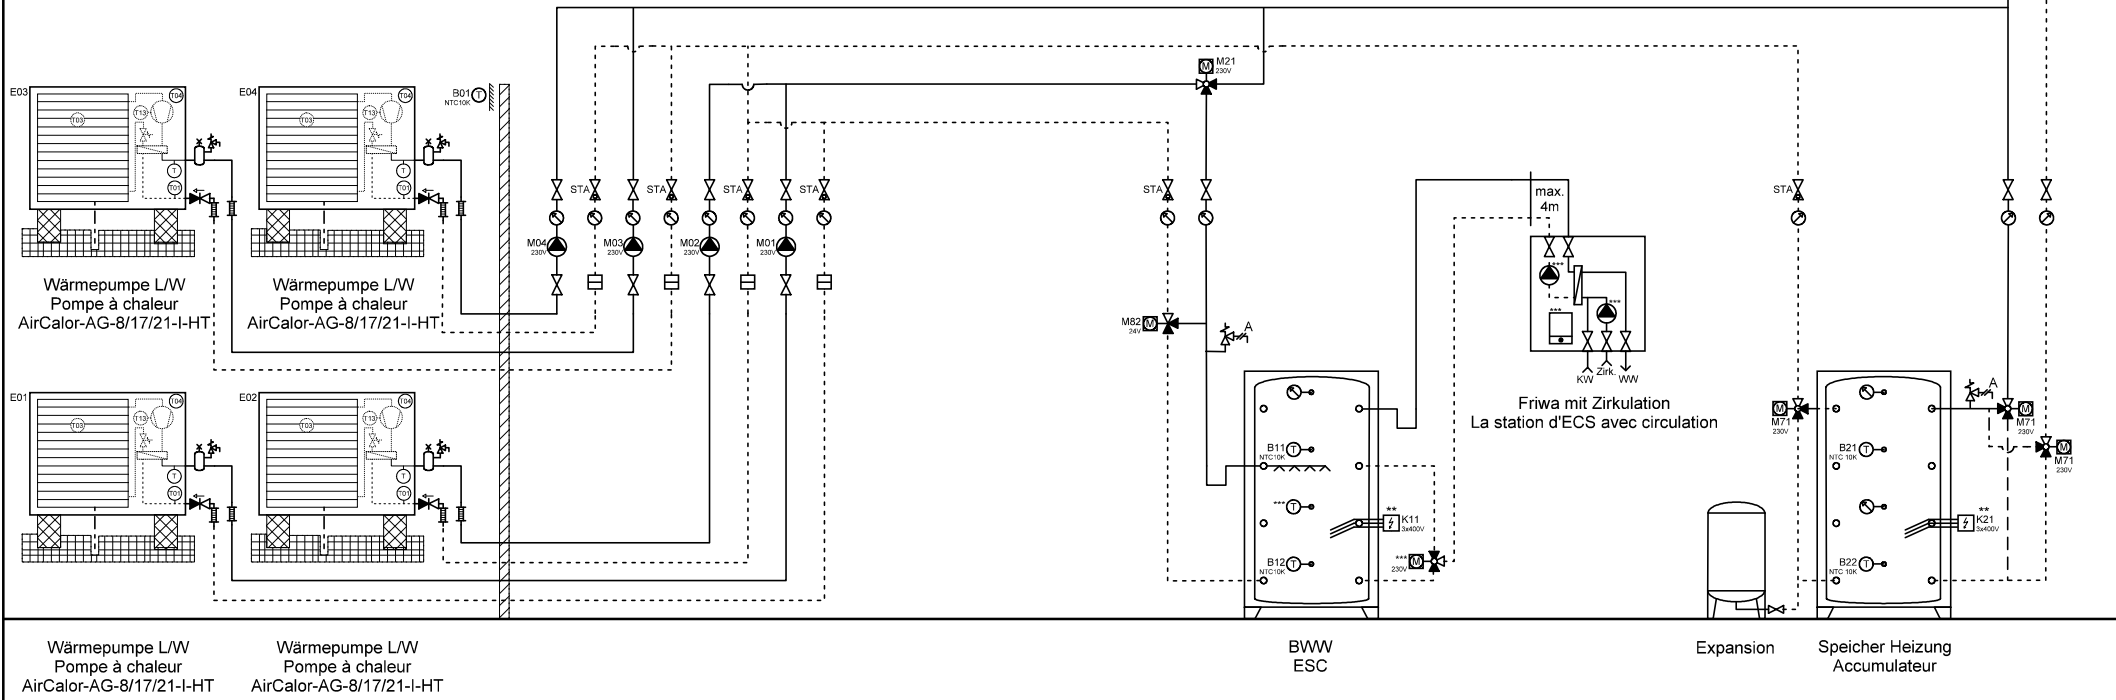 M21
230V
E03
T04
T13
T03
T
T01
E04
T04
T13
T03
T
T01
B01
T
NTC10K
STA
STA
STA
STA
STA
STA
max.
4m
M04
230V
M03
230V
M02
230V
M01
230V
***
***
***
Wärmepumpe L/W
Pompe à chaleur
AirCalor-AG-8/17/21-I-HT
Wärmepumpe L/W
Pompe à chaleur
AirCalor-AG-8/17/21-I-HT
M82
24V
M
A
KW
Zirk.
WW
Friwa mit Zirkulation
La station d'ECS avec circulation
E01
T04
T13
T03
T
T01
E02
T04
T13
T03
T
T01
M
M71
230V
A
M
M71
230V
M
M71
230V
B11
NTC10K
T
***
T
**
K11
3x400V
B12
NTC10K
T
***
230V
M
B21
NTC 10K
T
**
K21
3x400V
B22
NTC 10K
T
Wärmepumpe L/W
Pompe à chaleur
AirCalor-AG-8/17/21-I-HT
Wärmepumpe L/W
Pompe à chaleur
AirCalor-AG-8/17/21-I-HT
BWW
ESC
Expansion
Speicher Heizung
Accumulateur